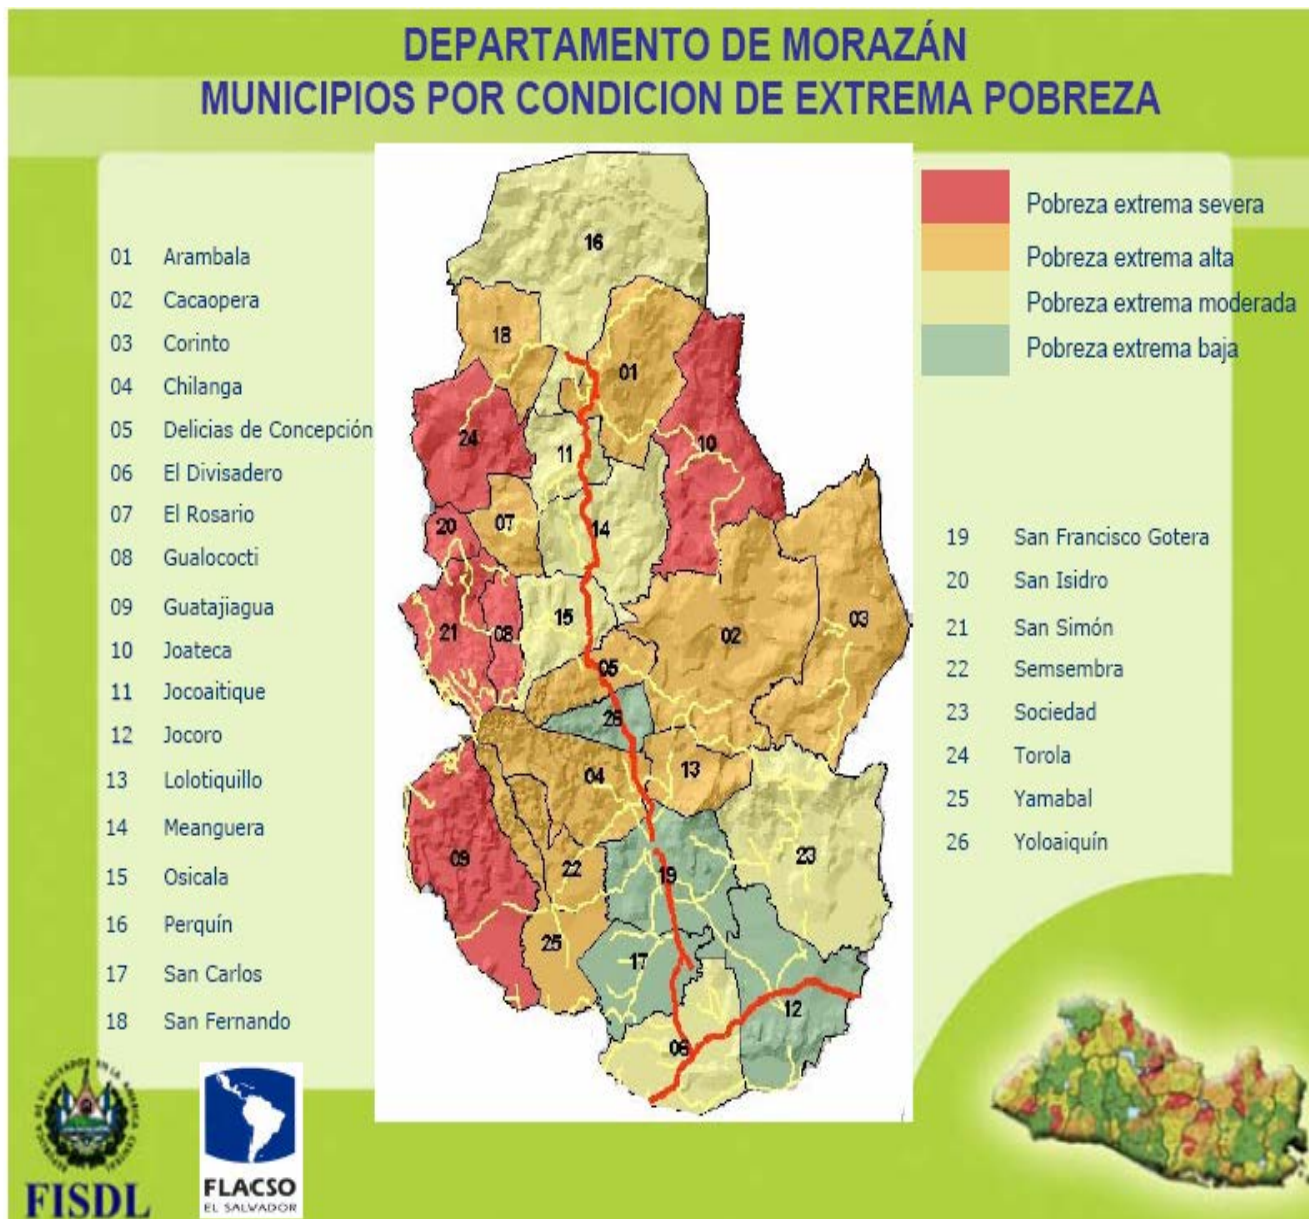 DEPARTAMENTO DE MORAZÁN
MUNICIPIOS POR CONDICION DE EXTREMA POBREZA
01 Arambala
02 Cacaopera
03 Corinto
04 Chilanga
05 Delicias de Concepción
06 El Divisadero
07 El Rosario
08 Gualococti
09 Guatajiagua
10 Joateca
11 Jocoaitique
12 Jocoro
13 Lolotiquillo
14 Meanguera
15 Osicala
16 Perquín
17 San Carlos
18 San Fernando
16
18
01
24
11
10
20
07
14
21
08
15
02
03
05
26
04
13
09
22
19
23
25
17
12
06
Pobreza extrema severa
Pobreza extrema alta
Pobreza extrema moderada
Pobreza extrema baja
19 San Francisco Gotera
20 San Isidro
21 San Simón
22 Semsembra
23 Sociedad
24 Torola
25 Yamabal
26 Yoloaiquín
FISDL
FLACSO
EL SALVADOR